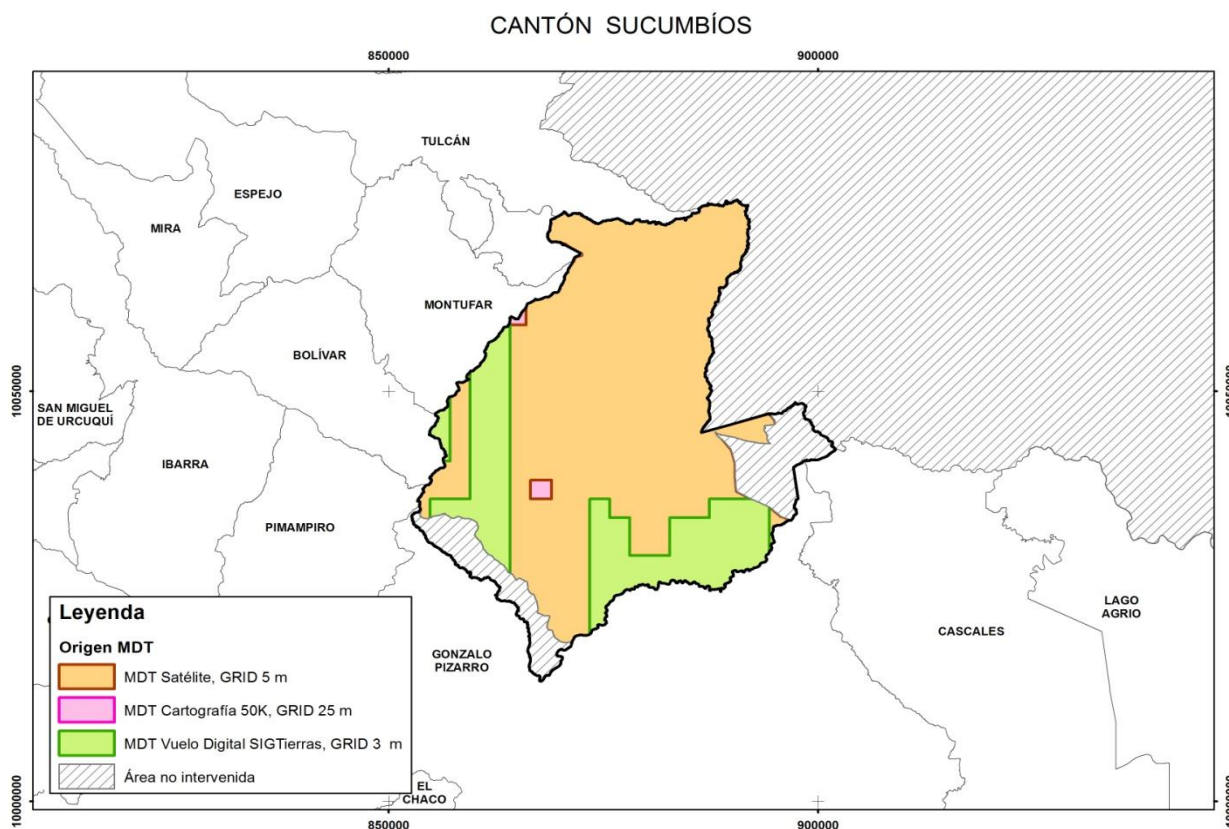 CANTÓN SUCUMBÍOS
850000
900000
TULCÁN
ESPEJO
MIRA
MONTUFAR
BOLÍVAR
10050000
SAN MIGUEL
DE URCUQUÍ
IBARRA
PIMAMPIRO
LAGO
AGRIO
CASCALES
GONZALO
PIZARRO
Leyenda
Origen MDT
MDT Satélite, GRID 5 m
MDT Cartografía 50K, GRID 25 m
MDT Vuelo Digital SIGTierras, GRID 3 m
Área no intervenida
EL
CHACO
10000000
850000
900000